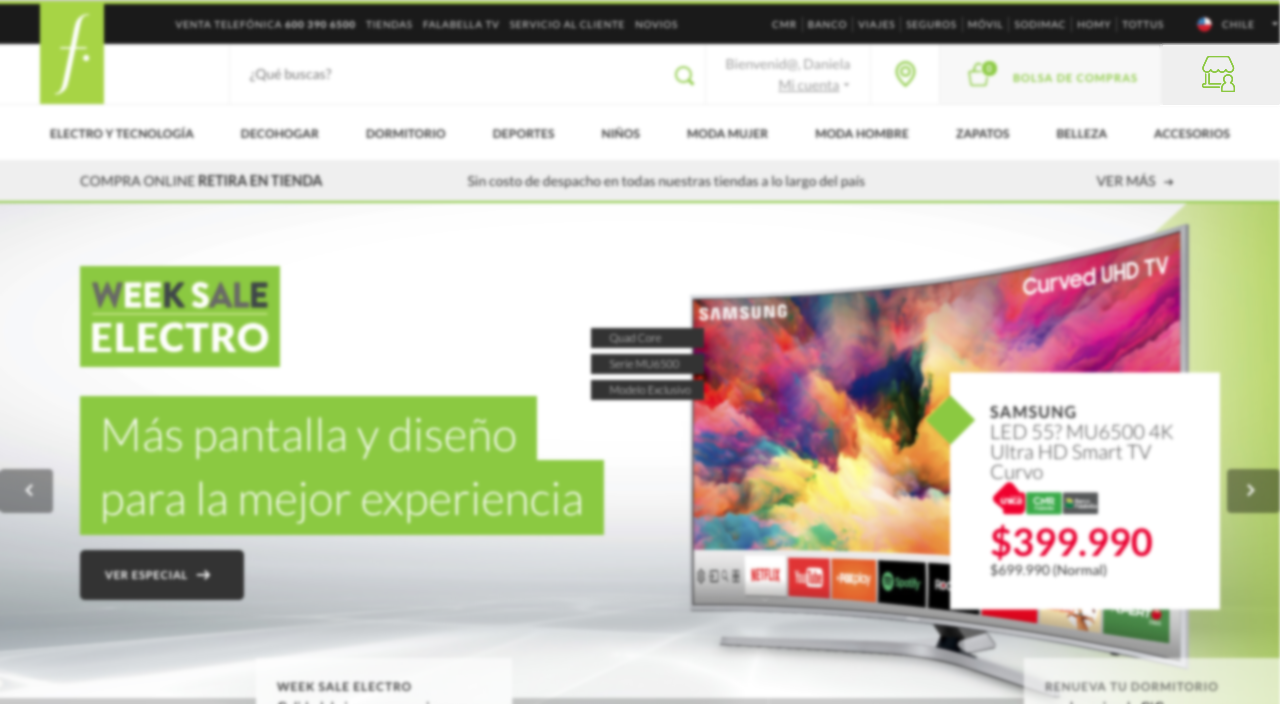 VENTA TELEFÓNICA 600 390 6500 TIENDAS FALABELLA TV SERVICIO AL CLIENTE NOVIOS
CMR BANCO VIAJES SEGUROS MÓVIL SODIMAC HOMY TOTTUS CHILE
f.
¿Qué buscas?
Bienvenid@, Daniela
Mi cuenta
BOLSA DE COMPRAS
ELECTRO Y TECNOLOGÍA DECOHOGAR DORMITORIO DEPORTES NIÑOS MODA MUJER MODA HOMBRE ZAPATOS BELLEZA ACCESORIOS
COMPRA ONLINE RETIRA EN TIENDA
Sin costo de despacho en todas nuestras tiendas a lo largo del país
VER MÁS →
WEEK SALE
ELECTRO
Más pantalla y diseño
para la mejor experiencia
VER ESPECIAL →
Quad Core
Serie MU6500
Modelo Exclusivo
SAMSUNG
Curved UHD TV
NETFLIX
YouTube
Spotify
SAMSUNG
LED 55? MU6500 4K
Ultra HD Smart TV
Curvo
CMR
$399.990
$699.990 (Normal)
WEEK SALE ELECTRO
RENUEVA TU DORMITORIO